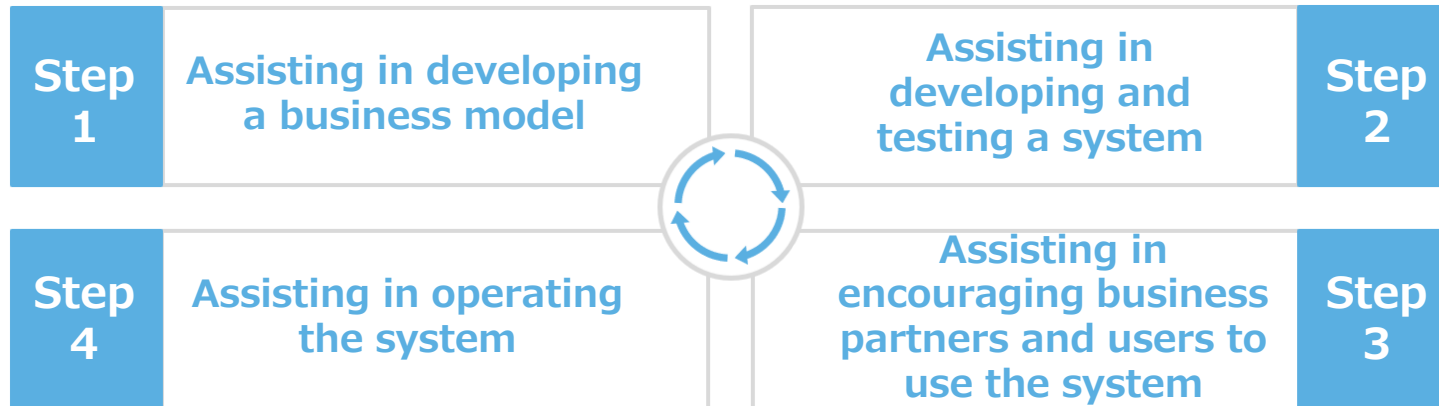 Step
1
Assisting in developing
a business model
Assisting in
developing and
testing a system
Step
2
Step
4
Assisting in operating
the system
Assisting in
encouraging business
partners and users to
use the system
Step
3